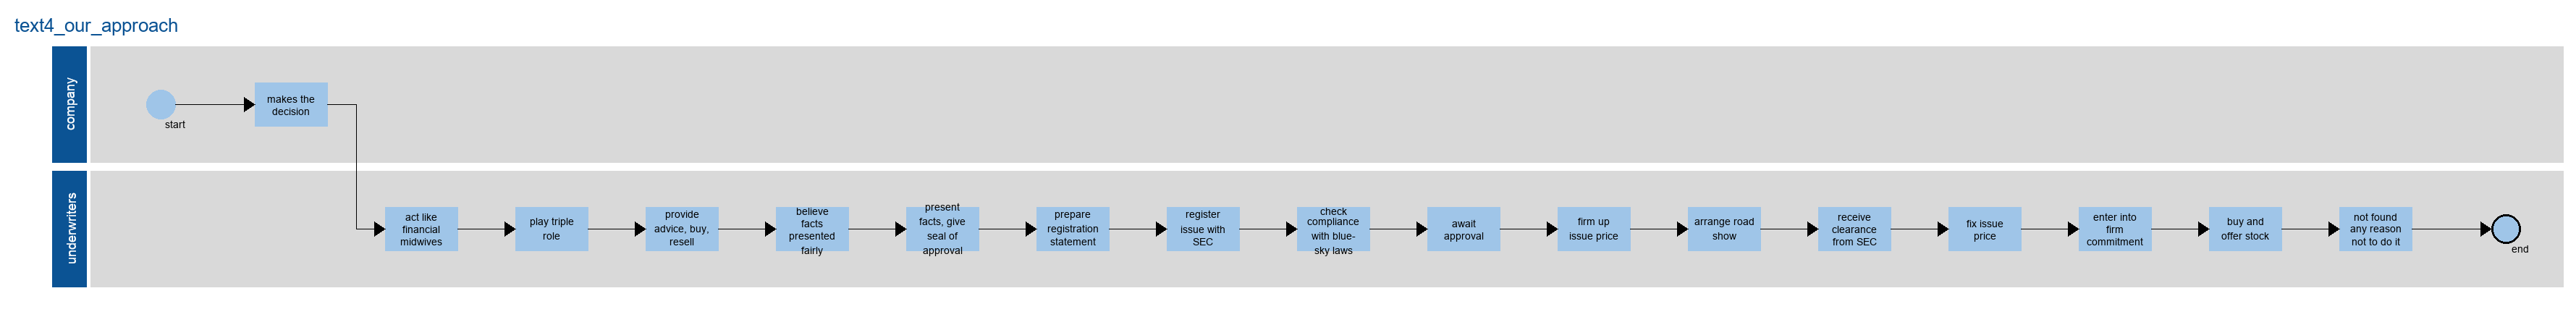 text4_our_approach
company
start
makes the
decision
underwriters
act like
financial
midwives
play triple
role
provide
advice, buy,
resell
believe
facts
presented
fairly
present
facts, give
seal of
approval
prepare
registration
statement
register
issue with
SEC
check
compliance
with blue-
sky laws
await
approval
firm up
issue price
arrange road
show
receive
clearance
from SEC
fix issue
price
enter into
firm
commitment
buy and
offer stock
not found
any reason
not to do it
end